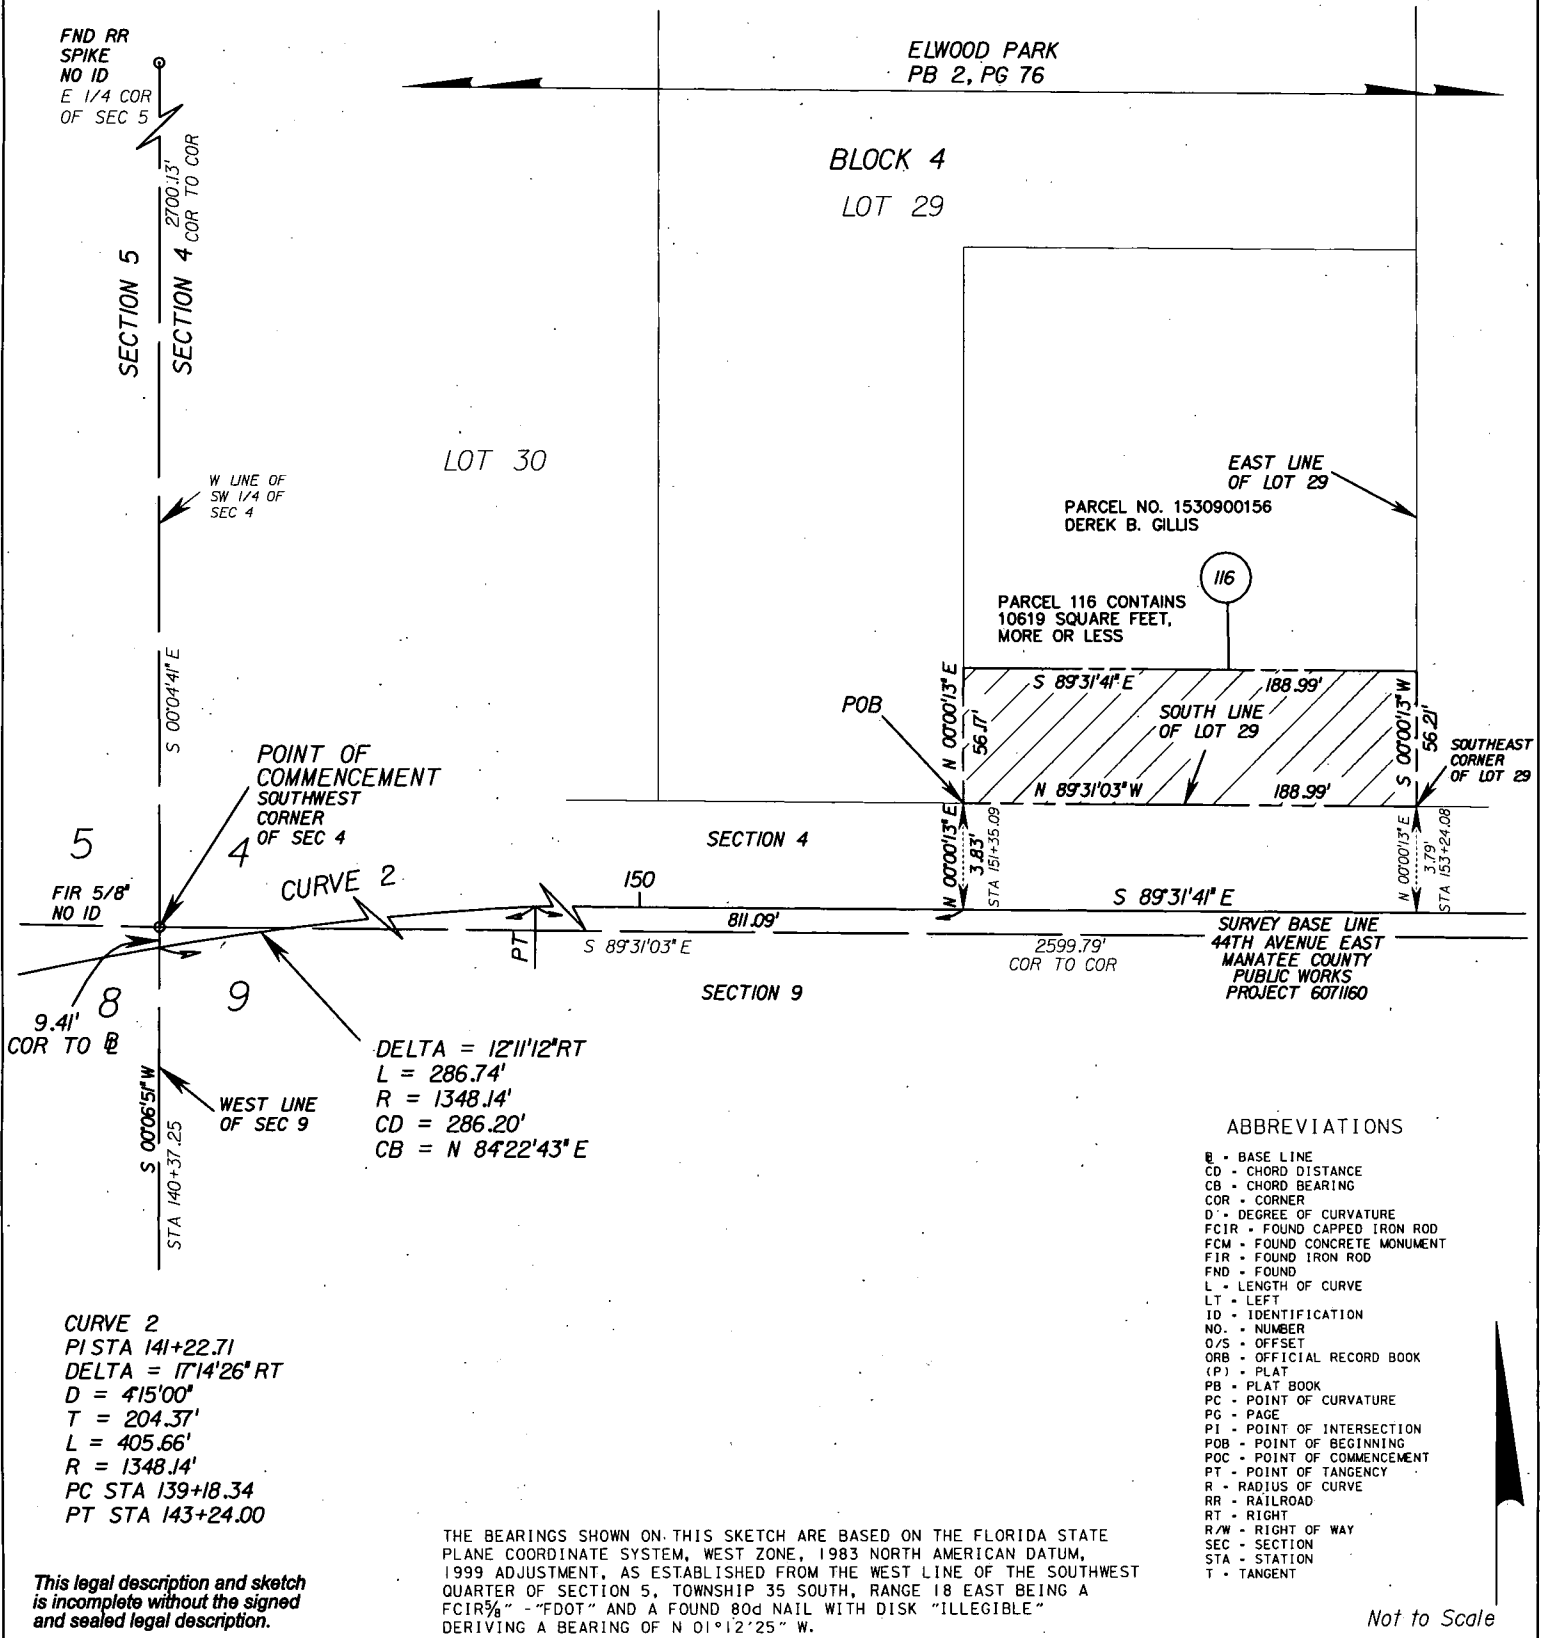 FND RR
SPIKE
NO ID
E 1/4 COR
OF SEC 5
ELWOOD PARK
PB 2, PG 76
BLOCK 4
LOT 29
2700.13'
COR TO COR
SECTION 5
SECTION 4
LOT 30
W LINE OF
SW 1/4 OF
SEC 4
EAST LINE
OF LOT 29
PARCEL NO. 1530900156
DEREK B. GILLIS
116
PARCEL 116 CONTAINS
10619 SQUARE FEET,
MORE OR LESS
S 00°04'41" E
N 00°00'13" E
56.17'
S 89°31'41" E
188.99'
S 00°00'13" W
56.21'
POB
SOUTH LINE
OF LOT 29
N 89°31'03" W
188.99'
SOUTHEAST
CORNER
OF LOT 29
POINT OF
COMMENCEMENT
SOUTHWEST
CORNER
OF SEC 4
5
4
FIR 5/8"
NO ID
CURVE 2
SECTION 4
150
N 00°00'13" E
3.83'
STA 151+35.09
N 00°00'13" E
3.79'
STA 153+24.08
S 89°31'41" E
811.09'
PT
S 89°31'03" E
2599.79'
COR TO COR
SURVEY BASE LINE
44TH AVENUE EAST
MANATEE COUNTY
PUBLIC WORKS
PROJECT 6071160
8
9
SECTION 9
9.41'
COR TO BL
S 00°06'51" W
STA 140+37.25
WEST LINE
OF SEC 9
DELTA = 12°11'12" RT
L = 286.74'
R = 1348.14'
CD = 286.20'
CB = N 84°22'43" E
ABBREVIATIONS
BL - BASE LINE
CD - CHORD DISTANCE
CB - CHORD BEARING
COR - CORNER
D - DEGREE OF CURVATURE
FCIR - FOUND CAPPED IRON ROD
FCM - FOUND CONCRETE MONUMENT
FIR - FOUND IRON ROD
FND - FOUND
L - LENGTH OF CURVE
LT - LEFT
ID - IDENTIFICATION
NO. - NUMBER
O/S - OFFSET
ORB - OFFICIAL RECORD BOOK
(P) - PLAT
PB - PLAT BOOK
PC - POINT OF CURVATURE
PG - PAGE
PI - POINT OF INTERSECTION
POB - POINT OF BEGINNING
POC - POINT OF COMMENCEMENT
PT - POINT OF TANGENCY
R - RADIUS OF CURVE
RR - RAILROAD
RT - RIGHT
R/W - RIGHT OF WAY
SEC - SECTION
STA - STATION
T - TANGENT
CURVE 2
PI STA 141+22.71
DELTA = 17°14'26" RT
D = 4°15'00"
T = 204.37'
L = 405.66'
R = 1348.14'
PC STA 139+18.34
PT STA 143+24.00
This legal description and sketch
is incomplete without the signed
and sealed legal description.
THE BEARINGS SHOWN ON THIS SKETCH ARE BASED ON THE FLORIDA STATE
PLANE COORDINATE SYSTEM, WEST ZONE, 1983 NORTH AMERICAN DATUM,
1999 ADJUSTMENT, AS ESTABLISHED FROM THE WEST LINE OF THE SOUTHWEST
QUARTER OF SECTION 5, TOWNSHIP 35 SOUTH, RANGE 18 EAST BEING A
FCIR5/8" -"FDOT" AND A FOUND 80d NAIL WITH DISK "ILLEGIBLE"
DERIVING A BEARING OF N 01°12'25" W.
Not to Scale